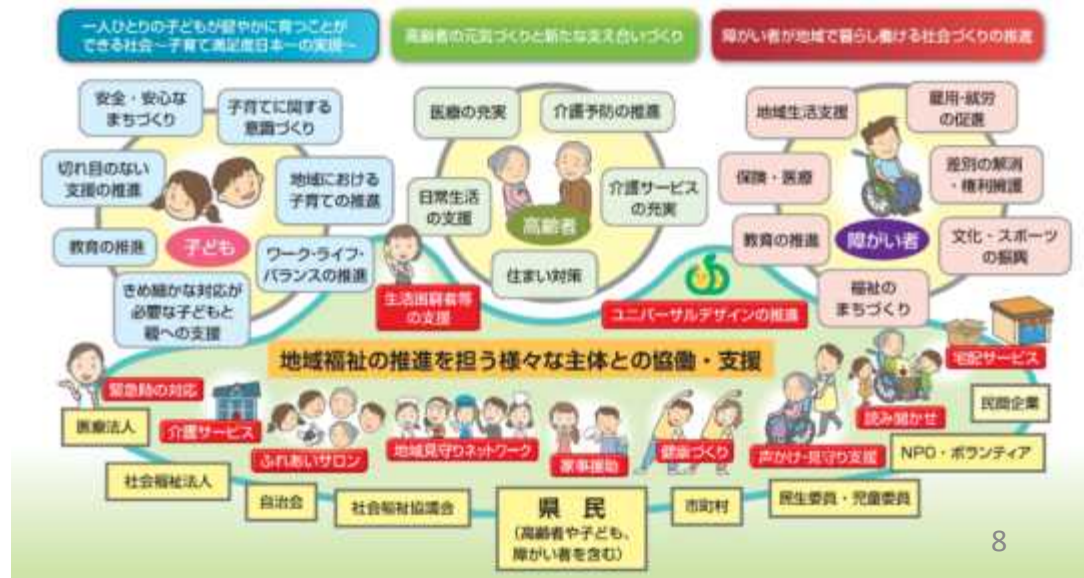 一人ひとりの子どもが健やかに育つことが
できる社会～子育て満足度日本一の実現～
高齢者の元気づくりと新たな支え合いづくり
障がい者が地域で暮らし働ける社会づくりの推進
安全・安心な
まちづくり
子育てに関する
意識づくり
切れ目のない
支援の推進
地域における
子育ての推進
教育の推進
子ども
ワーク・ライフ・
バランスの推進
きめ細かな対応が
必要な子どもと
親への支援
医療の充実
介護予防の推進
日常生活
の支援
介護サービス
の充実
高齢者
住まい対策
地域生活支援
雇用・就労
の促進
保険・医療
差別の解消
・権利擁護
教育の推進
障がい者
文化・スポーツ
の振興
福祉の
まちづくり
生活困窮者等
の支援
ユニバーサルデザインの推進
地域福祉の推進を担う様々な主体との協働・支援
宅配サービス
緊急時の対応
介護サービス
ふれあいサロン
地域見守りネットワーク
家事援助
健康づくり
声かけ・見守り支援
読み聞かせ
民間企業
医療法人
NPO・ボランティア
社会福祉法人
自治会
社会福祉協議会
県民
(高齢者や子ども、
障がい者を含む)
市町村
民生委員・児童委員
8